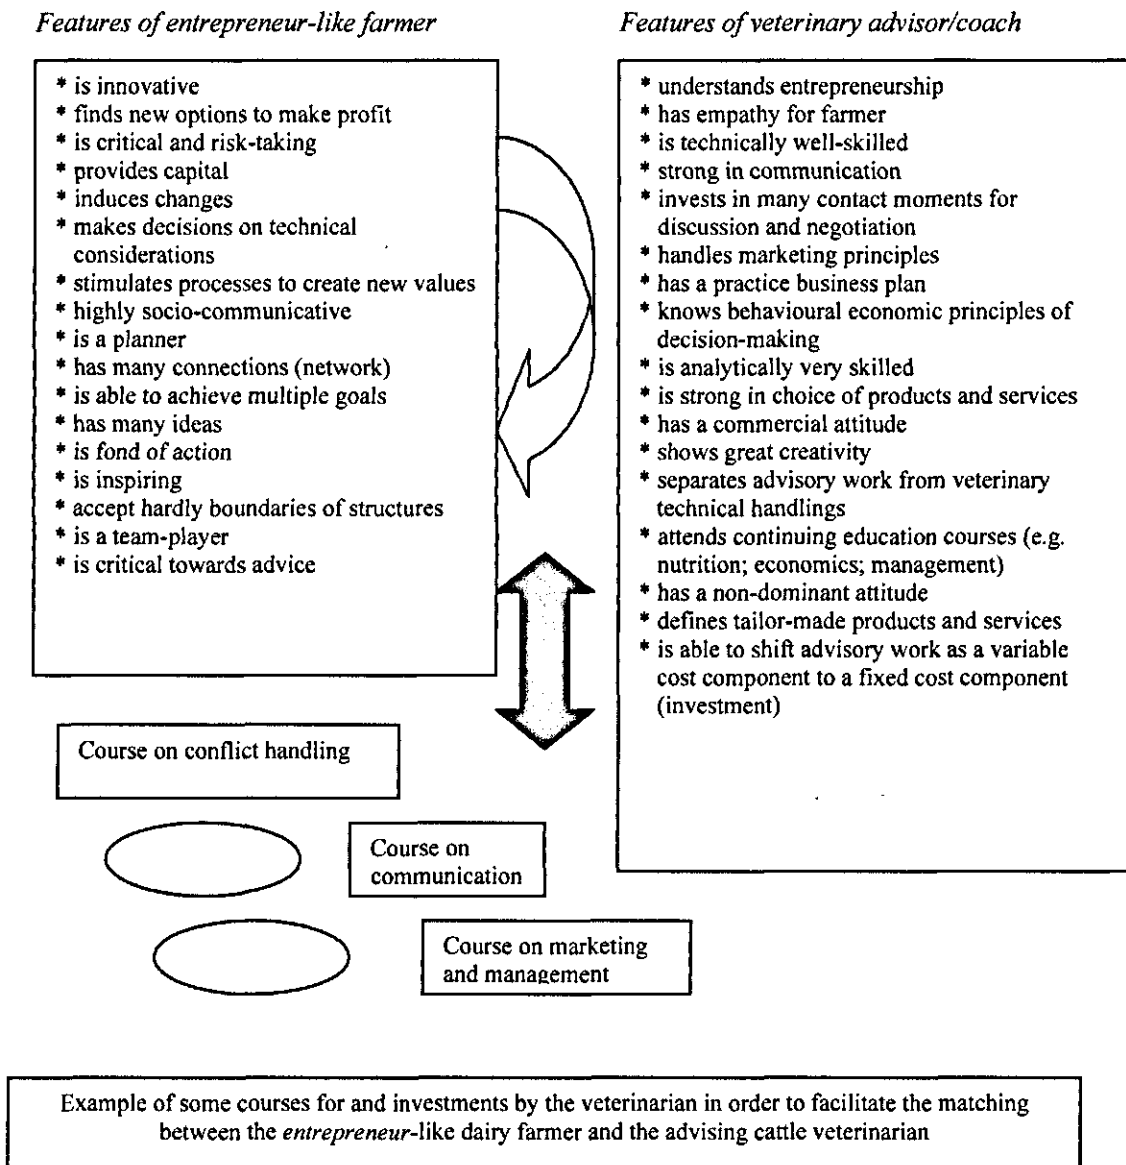 Features of entrepreneur-like farmer
* is innovative
* finds new options to make profit
* is critical and risk-taking
* provides capital
* induces changes
* makes decisions on technical
considerations
* stimulates processes to create new values
* highly socio-communicative
* is a planner
* has many connections (network)
* is able to achieve multiple goals
* has many ideas
* is fond of action
* is inspiring
* accept hardly boundaries of structures
* is a team-player
* is critical towards advice
Features of veterinary advisor/coach
* understands entrepreneurship
* has empathy for farmer
* is technically well-skilled
* strong in communication
* invests in many contact moments for
discussion and negotiation
* handles marketing principles
* has a practice business plan
* knows behavioural economic principles of
decision-making
* is analytically very skilled
* is strong in choice of products and services
* has a commercial attitude
* shows great creativity
* separates advisory work from veterinary
technical handlings
* attends continuing education courses (e.g.
nutrition; economics; management)
* has a non-dominant attitude
* defines tailor-made products and services
* is able to shift advisory work as a variable
cost component to a fixed cost component
(investment)
Course on conflict handling
Course on
communication
Course on marketing
and management
Example of some courses for and investments by the veterinarian in order to facilitate the matching
between the entrepreneur-like dairy farmer and the advising cattle veterinarian